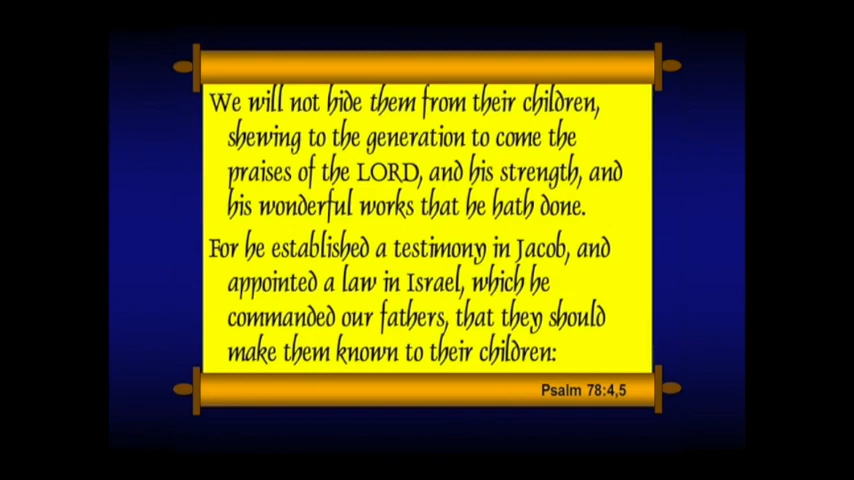 We will not hide them from their children,
shewing to the generation to come the
praises of the LORD, and his strength, and
his wonderful works that he hath done.
For he established a testimony in Jacob, and
appointed a law in Israel, which he
commanded our fathers, that they should
make them known to their children:
Psalm 78:4,5